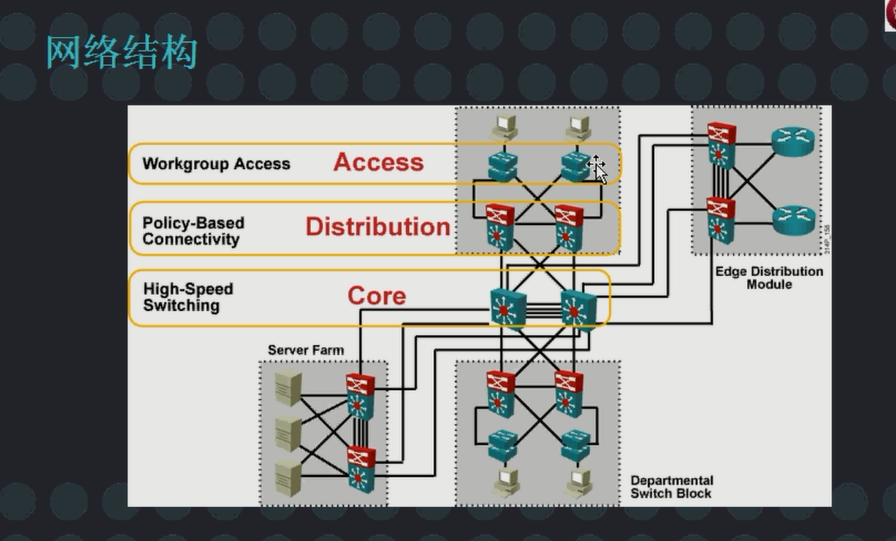 网络结构
Workgroup Access
Access
Policy-Based
Connectivity
Distribution
High-Speed
Switching
Core
Edge Distribution
Module
Server Farm
Departmental
Switch Block